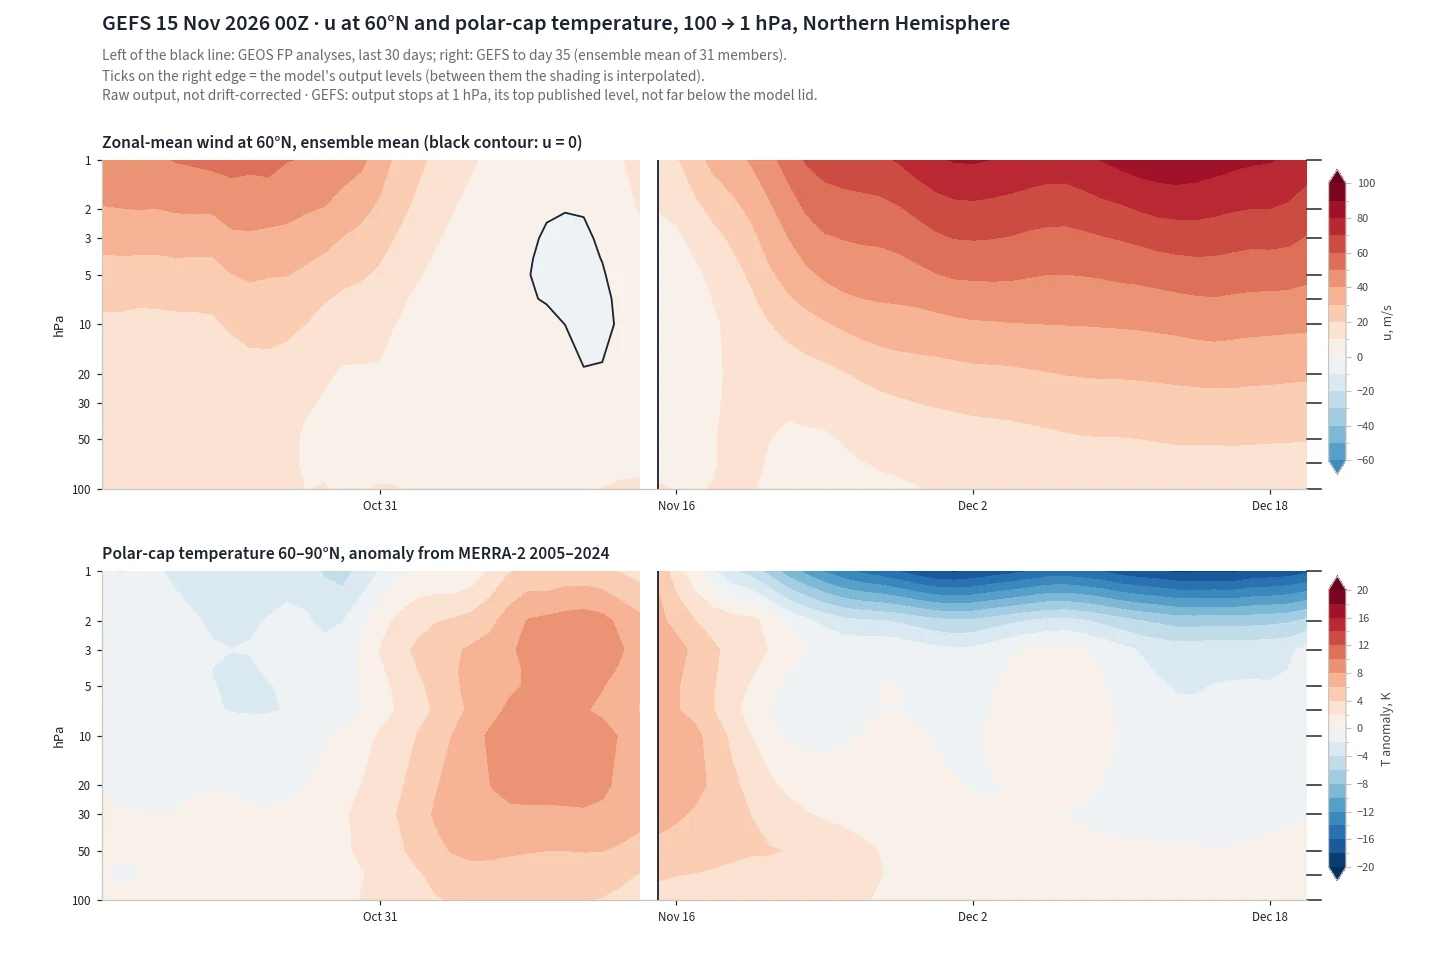 GEFS 15 Nov 2026 00Z · u at 60°N and polar-cap temperature, 100 → 1 hPa, Northern Hemisphere
Left of the black line: GEOS FP analyses, last 30 days; right: GEFS to day 35 (ensemble mean of 31 members).
Ticks on the right edge = the model's output levels (between them the shading is interpolated).
Raw output, not drift-corrected · GEFS: output stops at 1 hPa, its top published level, not far below the model lid.
Zonal-mean wind at 60°N, ensemble mean (black contour: u = 0)
1
2
3
5
10
20
30
50
100
hPa
Oct 31
Nov 16
Dec 2
Dec 18
100
80
60
40
20
0
−20
−40
−60
u, m/s
Polar-cap temperature 60–90°N, anomaly from MERRA-2 2005–2024
1
2
3
5
10
20
30
50
100
hPa
Oct 31
Nov 16
Dec 2
Dec 18
20
16
12
8
4
0
−4
−8
−12
−16
−20
T anomaly, K